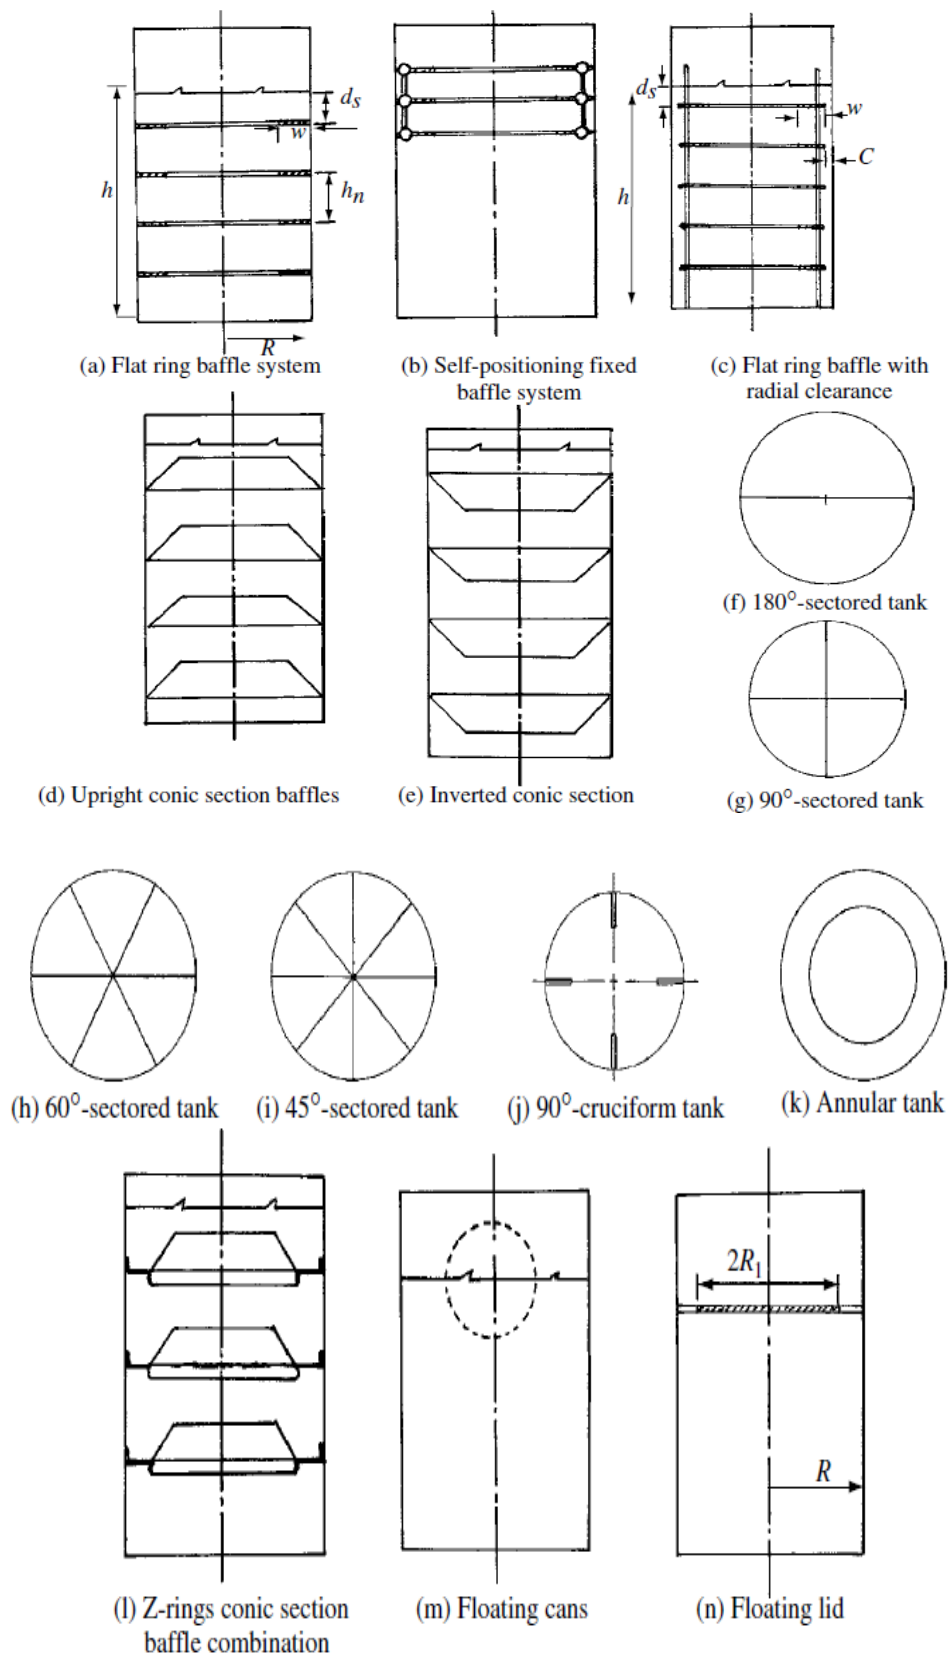 d_s
w
h
h_n
R
(a) Flat ring baffle system
(b) Self-positioning fixed
baffle system
d_s
w
C
h
(c) Flat ring baffle with
radial clearance
(d) Upright conic section baffles
(e) Inverted conic section
(f) 180°-sectored tank
(g) 90°-sectored tank
(h) 60°-sectored tank
(i) 45°-sectored tank
(j) 90°-cruciform tank
(k) Annular tank
(l) Z-rings conic section
baffle combination
(m) Floating cans
2R₁
R
(n) Floating lid